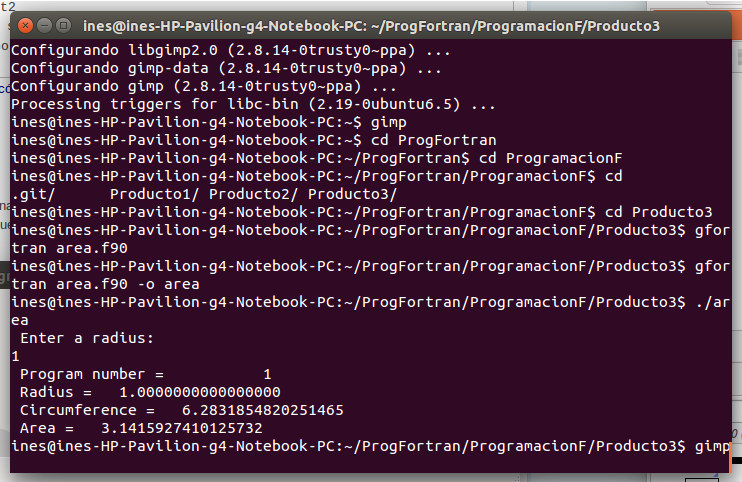 t2
ines@ines-HP-Pavilion-g4-Notebook-PC: ~/ProgFortran/ProgramacionF/Producto3
Configurando libgimp2.0 (2.8.14-0trusty0~ppa) ...
Configurando gimp-data (2.8.14-0trusty0~ppa) ...
Configurando gimp (2.8.14-0trusty0~ppa) ...
Processing triggers for libc-bin (2.19-0ubuntu6.5) ...
ines@ines-HP-Pavilion-g4-Notebook-PC:~$ gimp
ines@ines-HP-Pavilion-g4-Notebook-PC:~$ cd ProgFortran
ines@ines-HP-Pavilion-g4-Notebook-PC:~/ProgFortran$ cd ProgramacionF
ines@ines-HP-Pavilion-g4-Notebook-PC:~/ProgFortran/ProgramacionF$ cd
.git/      Producto1/ Producto2/ Producto3/
ines@ines-HP-Pavilion-g4-Notebook-PC:~/ProgFortran/ProgramacionF$ cd Producto3
ines@ines-HP-Pavilion-g4-Notebook-PC:~/ProgFortran/ProgramacionF/Producto3$ gfor
tran area.f90
ines@ines-HP-Pavilion-g4-Notebook-PC:~/ProgFortran/ProgramacionF/Producto3$ gfor
tran area.f90 -o area
ines@ines-HP-Pavilion-g4-Notebook-PC:~/ProgFortran/ProgramacionF/Producto3$ ./ar
ea
 Enter a radius:
1
 Program number =            1
 Radius =   1.0000000000000000
 Circumference =   6.2831854820251465
 Area =   3.1415927410125732
ines@ines-HP-Pavilion-g4-Notebook-PC:~/ProgFortran/ProgramacionF/Producto3$ gimp